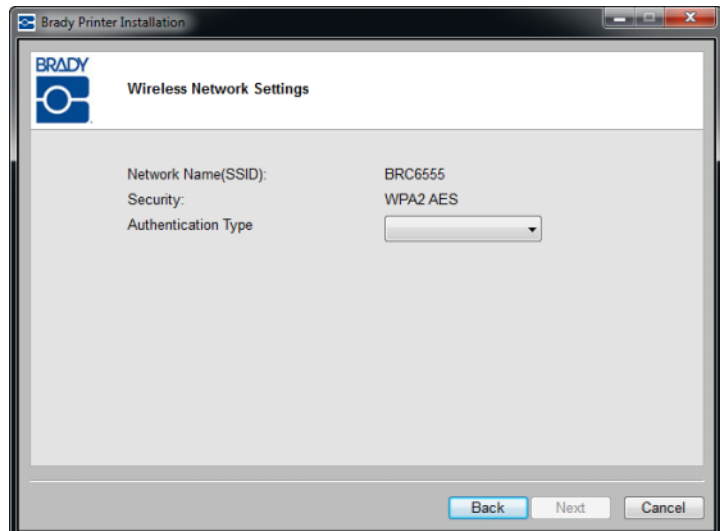 Brady Printer Installation
BRADY
Wireless Network Settings
Network Name(SSID): BRC6555
Security: WPA2 AES
Authentication Type
Back Next Cancel